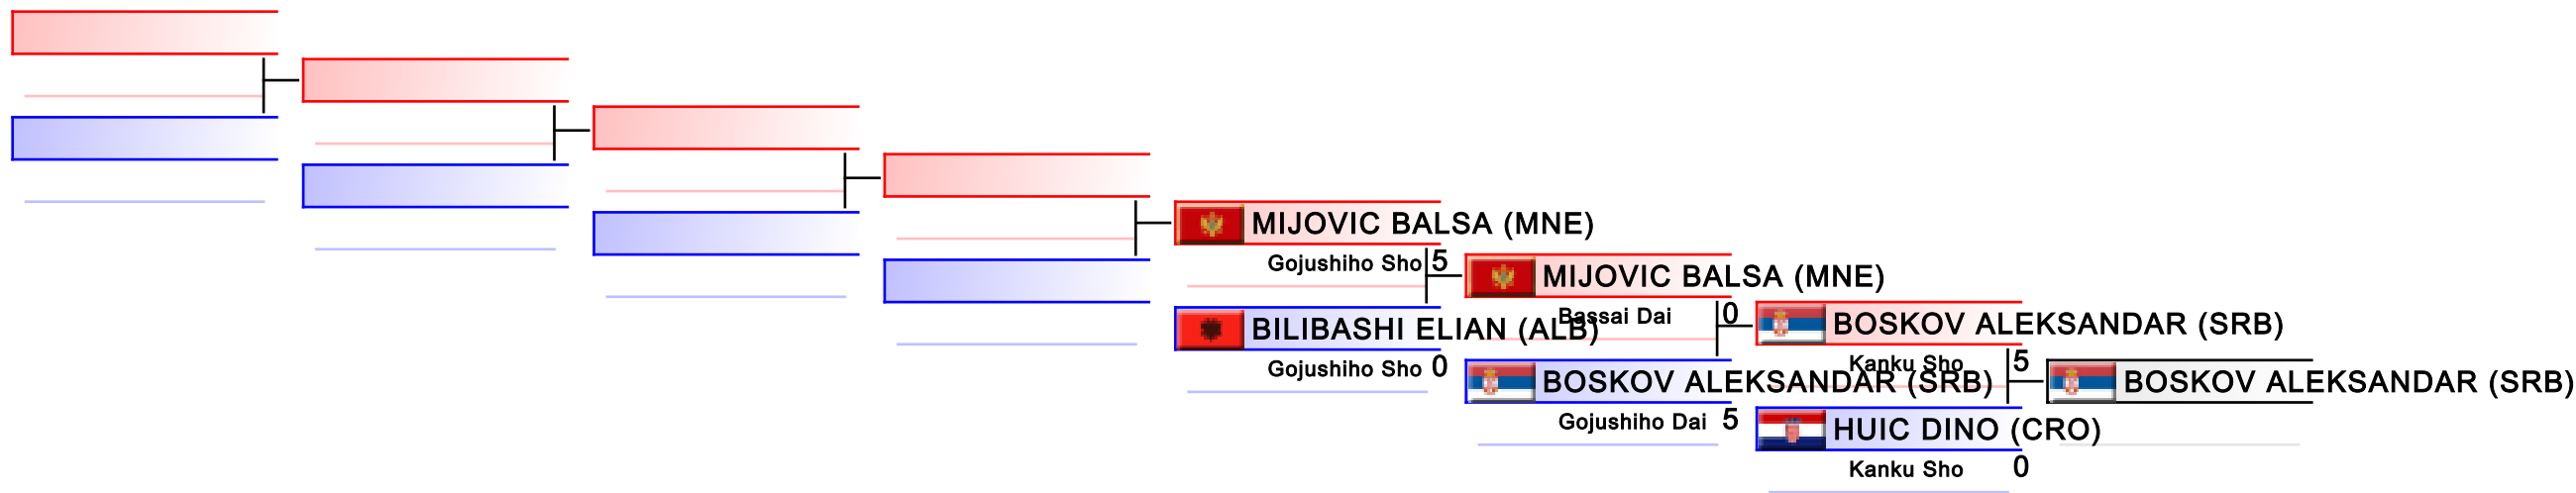 MIJOVIC BALSA (MNE)
Gojushiho Sho 5
BILIBASHI ELIAN (ALB)
Gojushiho Sho 0
MIJOVIC BALSA (MNE)
Bassai Dai 0
BOSKOV ALEKSANDAR (SRB)
Gojushiho Dai 5
BOSKOV ALEKSANDAR (SRB)
Kanku Sho 5
HUIC DINO (CRO)
Kanku Sho 0
BOSKOV ALEKSANDAR (SRB)